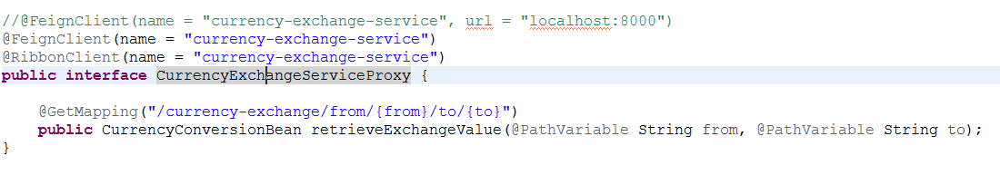 //@FeignClient(name = "currency-exchange-service", url = "localhost:8000")
@FeignClient(name = "currency-exchange-service")
@RibbonClient(name = "currency-exchange-service")
public interface CurrencyExchangeServiceProxy {
@GetMapping("/currency-exchange/from/{from}/to/{to}")
public CurrencyConversionBean retrieveExchangeValue(@PathVariable String from, @PathVariable String to);
}